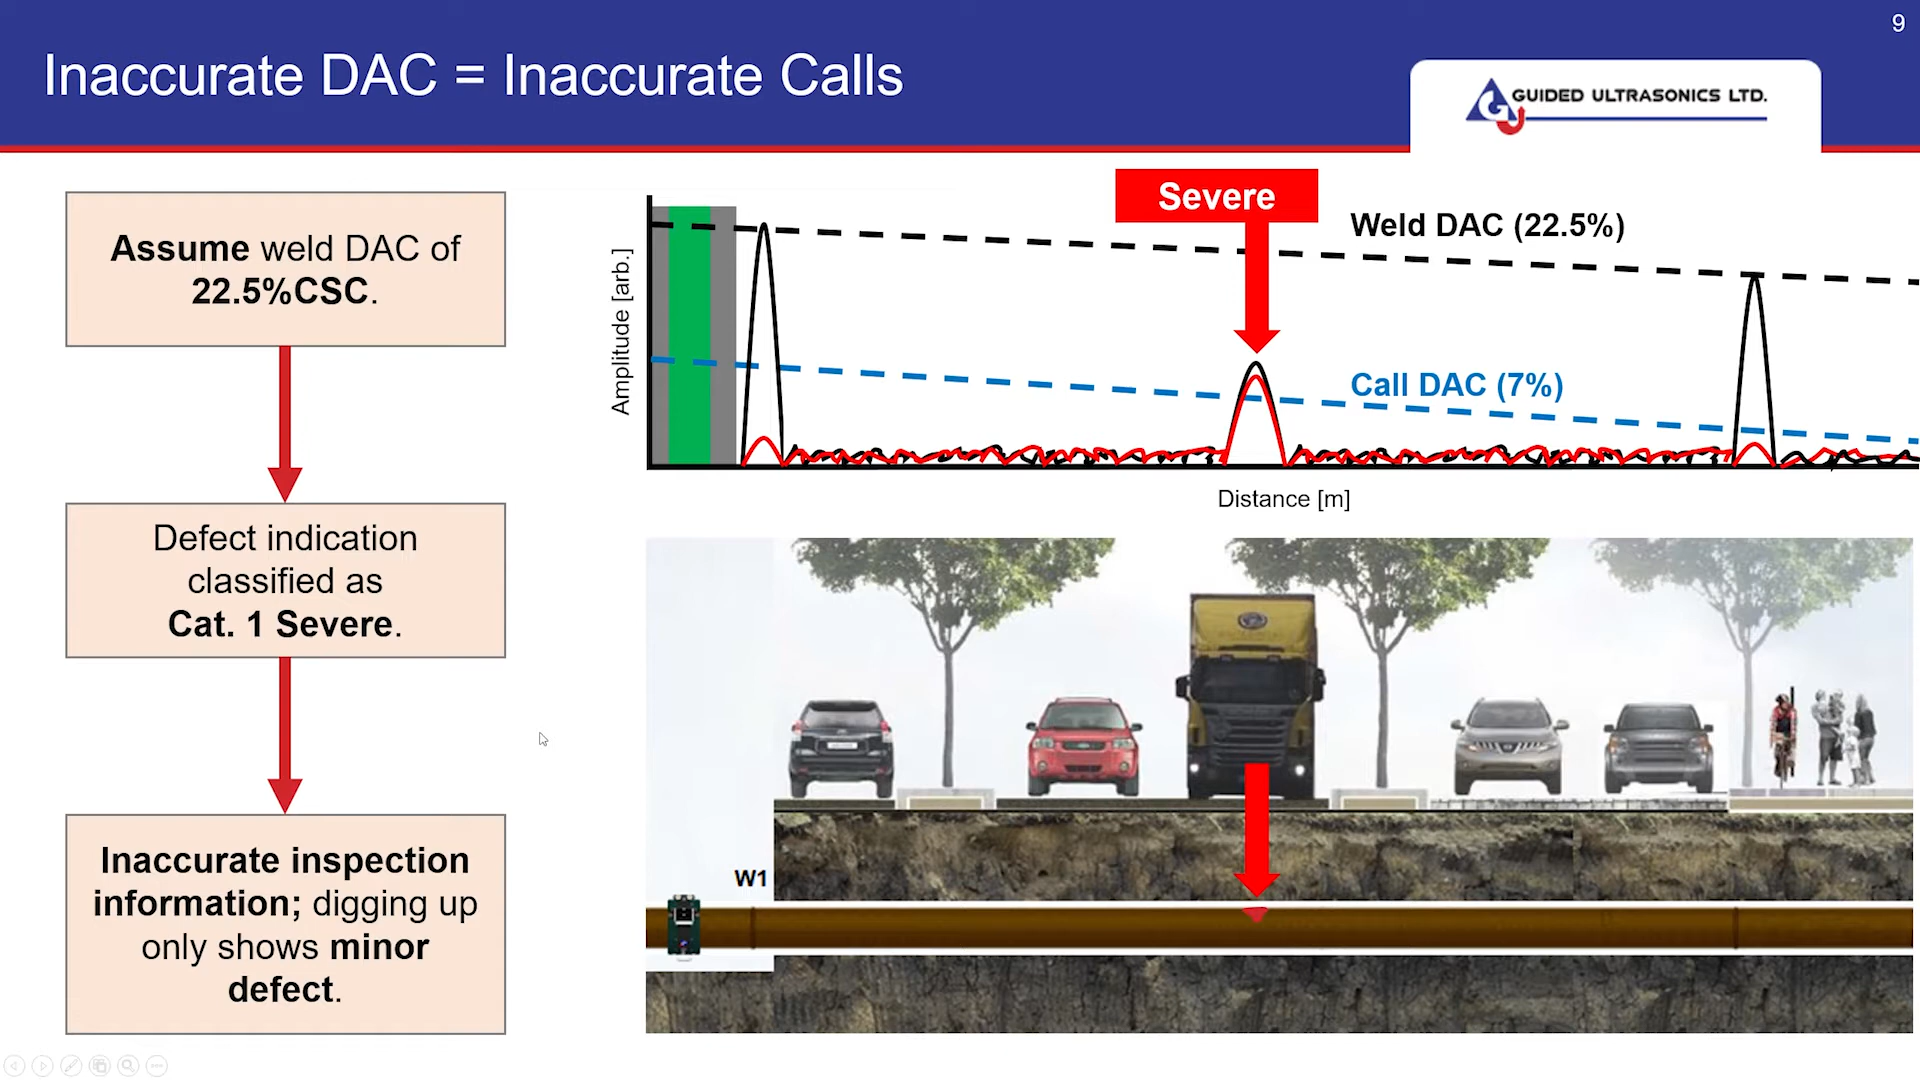 9
Inaccurate DAC = Inaccurate Calls
GUIDED ULTRASONICS LTD.
Assume weld DAC of
22.5%CSC.
Defect indication
classified as
Cat. 1 Severe.
Inaccurate inspection
information; digging up
only shows minor
defect.
Severe
Weld DAC (22.5%)
Amplitude [arb.]
Call DAC (7%)
Distance [m]
W1